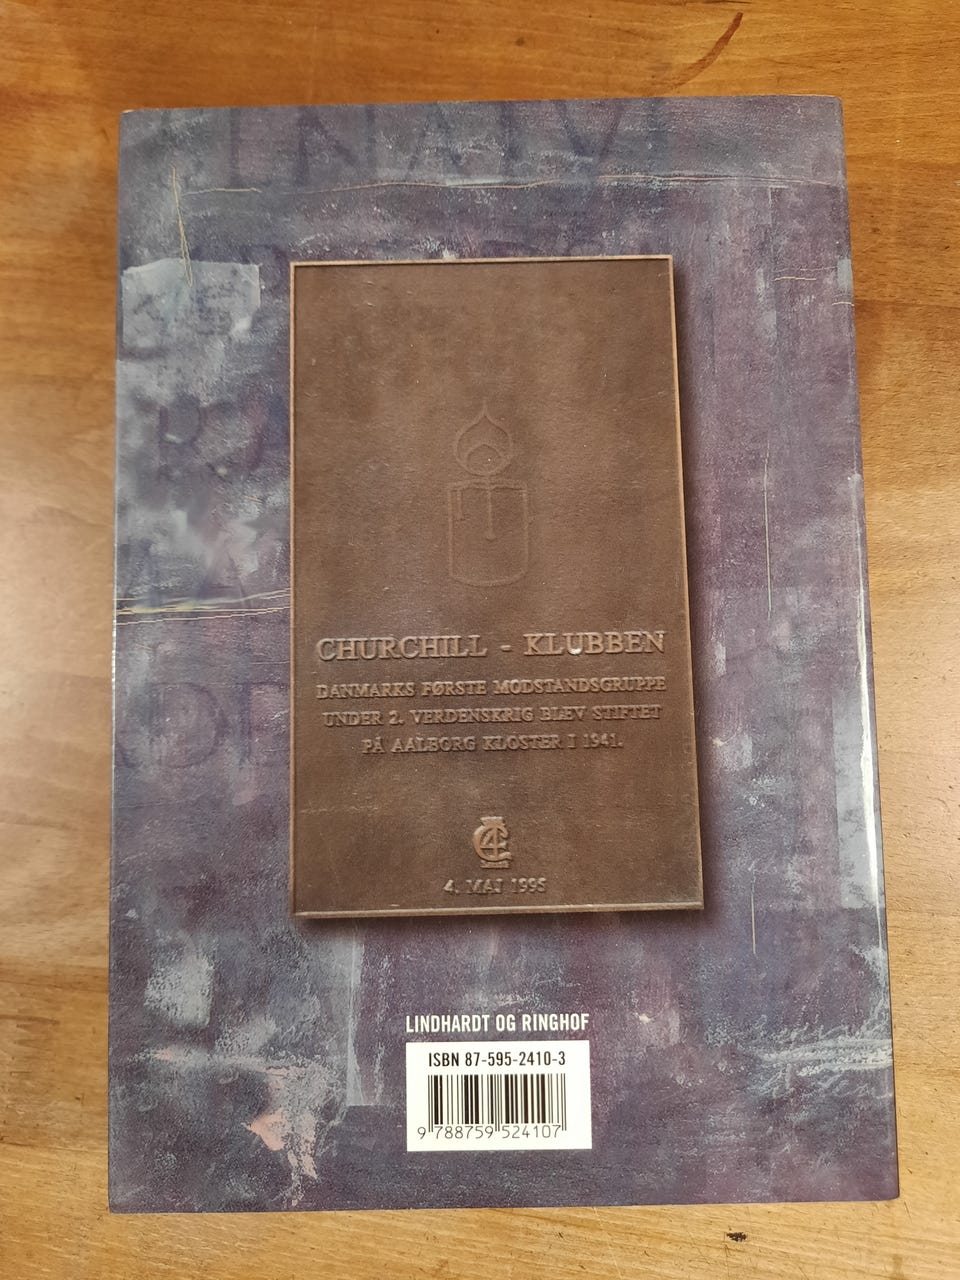 CHURCHILL - KLUBBEN
DANMARKS FØRSTE MODSTANDSGRUPPE
UNDER 2. VERDENSKRIG BLEV STIFTET
PÅ AALBORG KLOSTER I 1941.
4. MAJ 1995
LINDHARDT OG RINGHOF
ISBN 87-595-2410-3
9 788759 524107